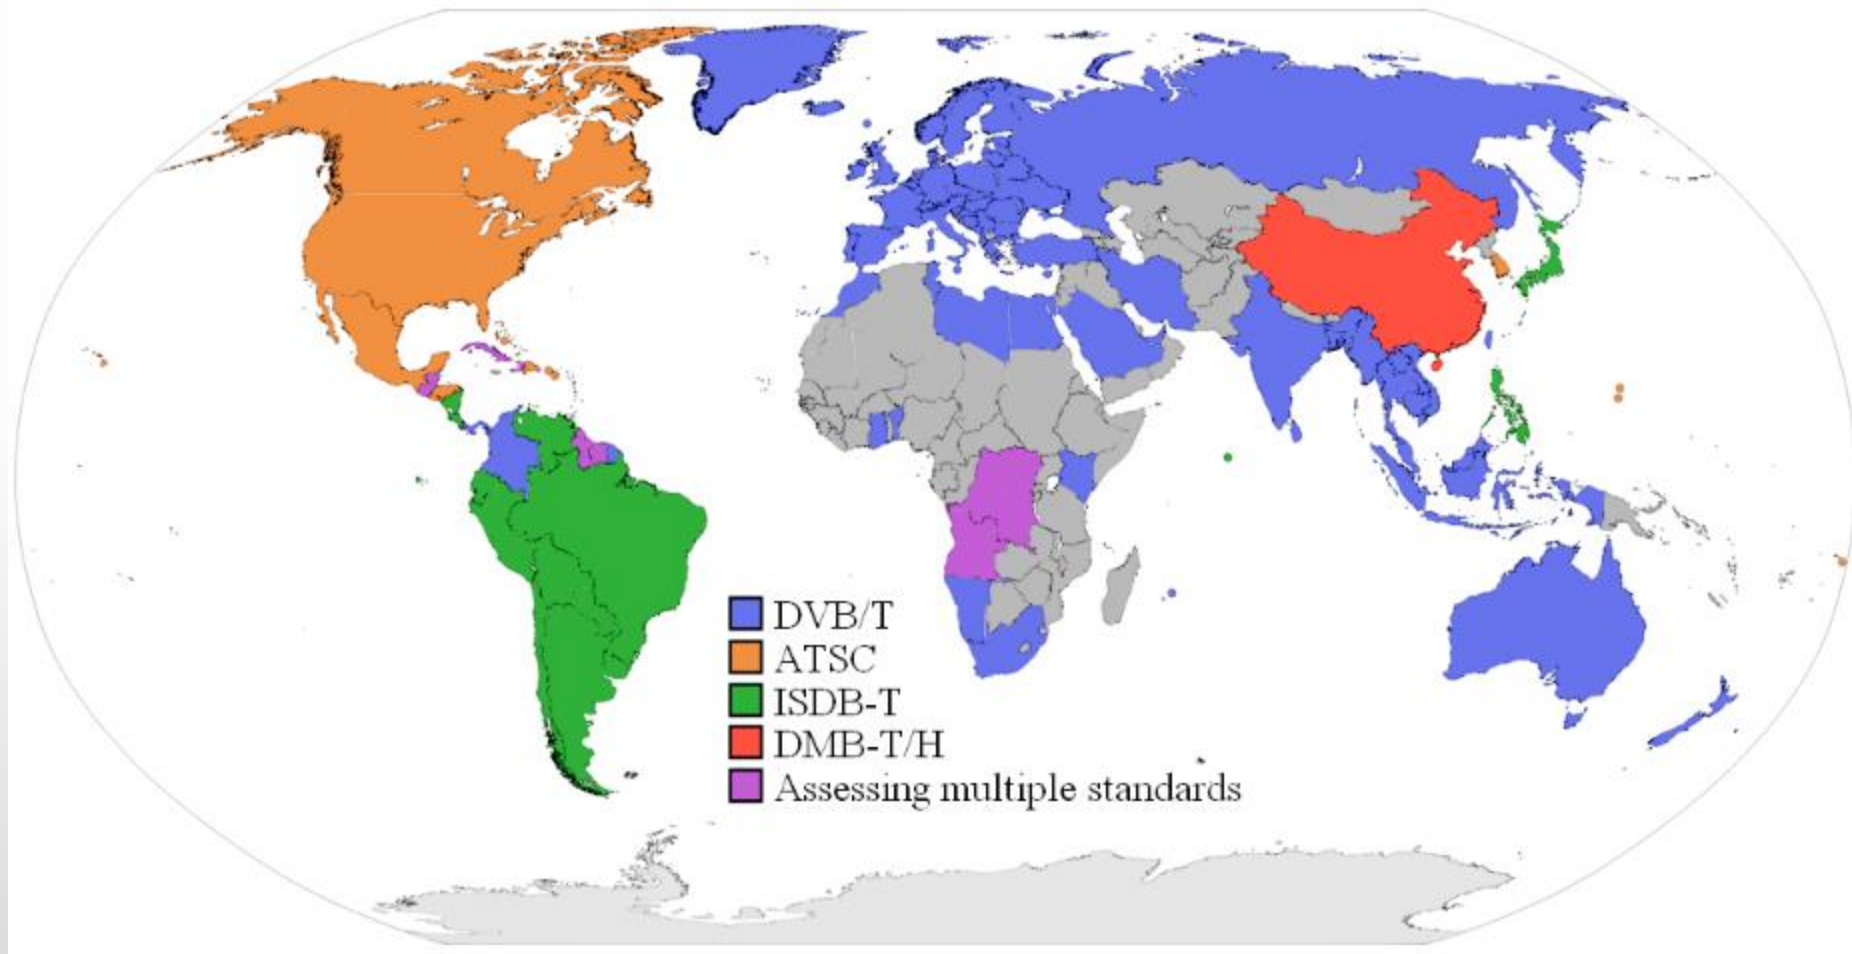 DVB/T
ATSC
ISDB-T
DMB-T/H
Assessing multiple standards